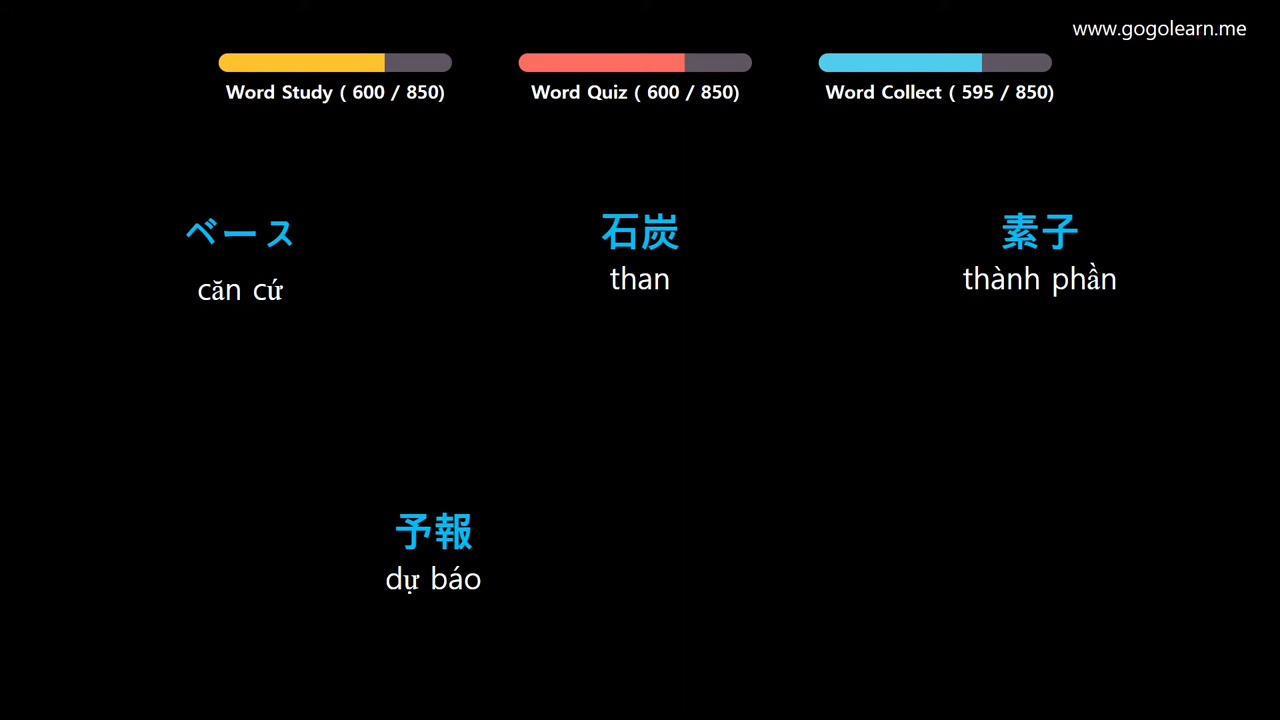 www.gogolearn.me
Word Study ( 600 / 850)
Word Quiz ( 600 / 850)
Word Collect ( 595 / 850)
ベース
căn cứ
石炭
than
素子
thành phần
予報
dự báo